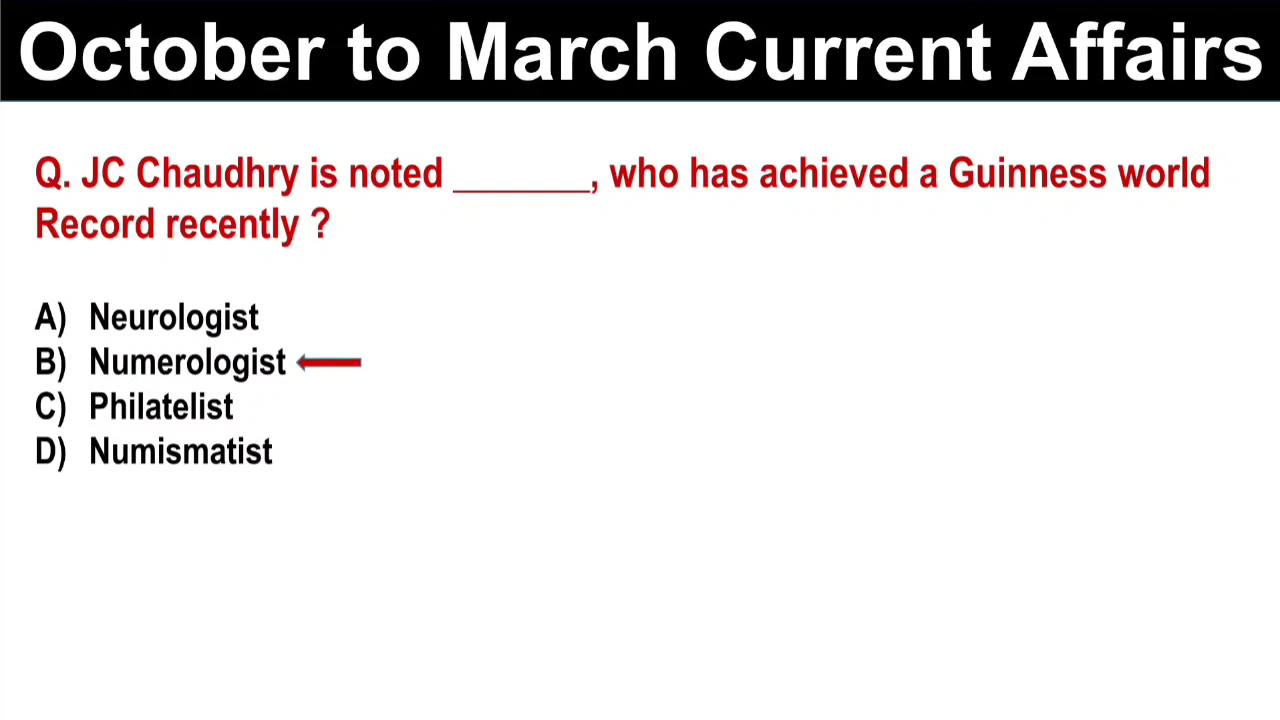 October to March Current Affairs
Q. JC Chaudhry is noted _______, who has achieved a Guinness world
Record recently ?
A) Neurologist
B) Numerologist
C) Philatelist
D) Numismatist